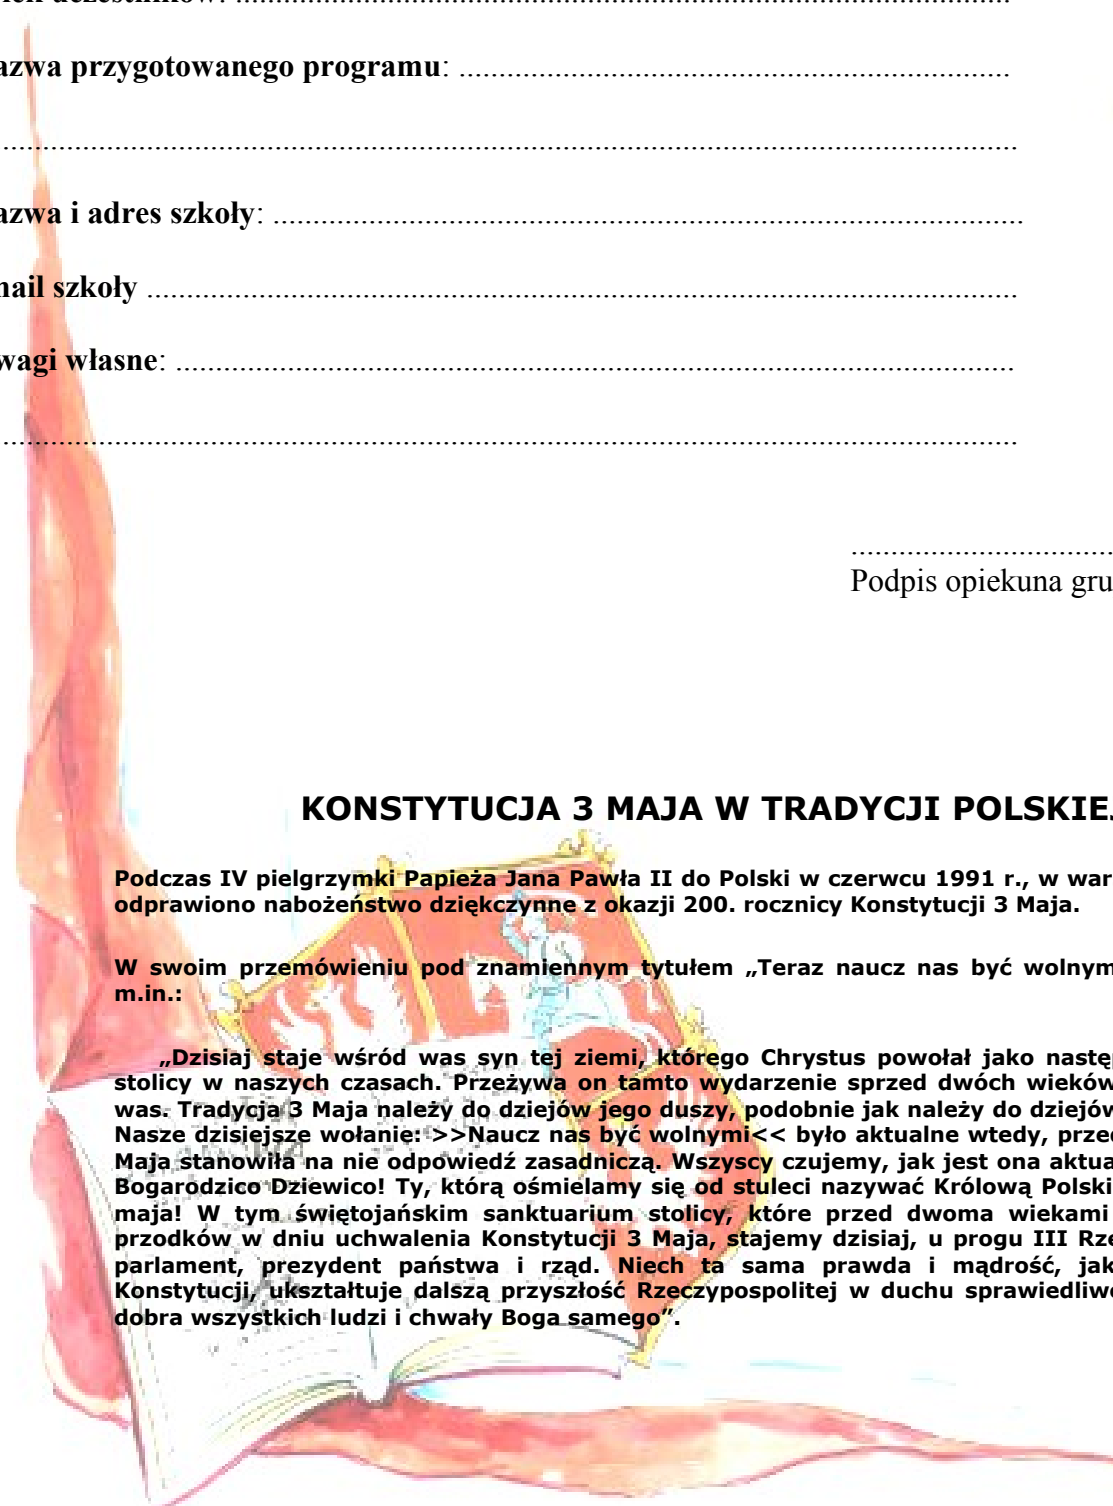 iek uczestników: ................................................................................................
azwa przygotowanego programu: .....................................................................
................................................................................................................................
azwa i adres szkoły: ..............................................................................................
mail szkoły .............................................................................................................
wagi własne: .........................................................................................................
................................................................................................................................
.................................
Podpis opiekuna gru
KONSTYTUCJA 3 MAJA W TRADYCJI POLSKIEJ
Podczas IV pielgrzymki Papieża Jana Pawła II do Polski w czerwcu 1991 r., w war
odprawiono nabożeństwo dziękczynne z okazji 200. rocznicy Konstytucji 3 Maja.
W swoim przemówieniu pod znamiennym tytułem „Teraz naucz nas być wolnym
m.in.:
„Dzisiaj staje wśród was syn tej ziemi, którego Chrystus powołał jako następ
stolicy w naszych czasach. Przeżywa on tamto wydarzenie sprzed dwóch wieków
was. Tradycja 3 Maja należy do dziejów jego duszy, podobnie jak należy do dziejów
Nasze dzisiejsze wołanie: >>Naucz nas być wolnymi<< było aktualne wtedy, przed
Maja stanowiła na nie odpowiedź zasadniczą. Wszyscy czujemy, jak jest ona aktua
Bogarodzico Dziewico! Ty, którą ośmielamy się od stuleci nazywać Królową Polski
maja! W tym świętojańskim sanktuarium stolicy, które przed dwoma wiekami
przodków w dniu uchwalenia Konstytucji 3 Maja, stajemy dzisiaj, u progu III Rze
parlament, prezydent państwa i rząd. Niech ta sama prawda i mądrość, jak
Konstytucji, ukształtuje dalszą przyszłość Rzeczypospolitej w duchu sprawiedliwo
dobra wszystkich ludzi i chwały Boga samego”.